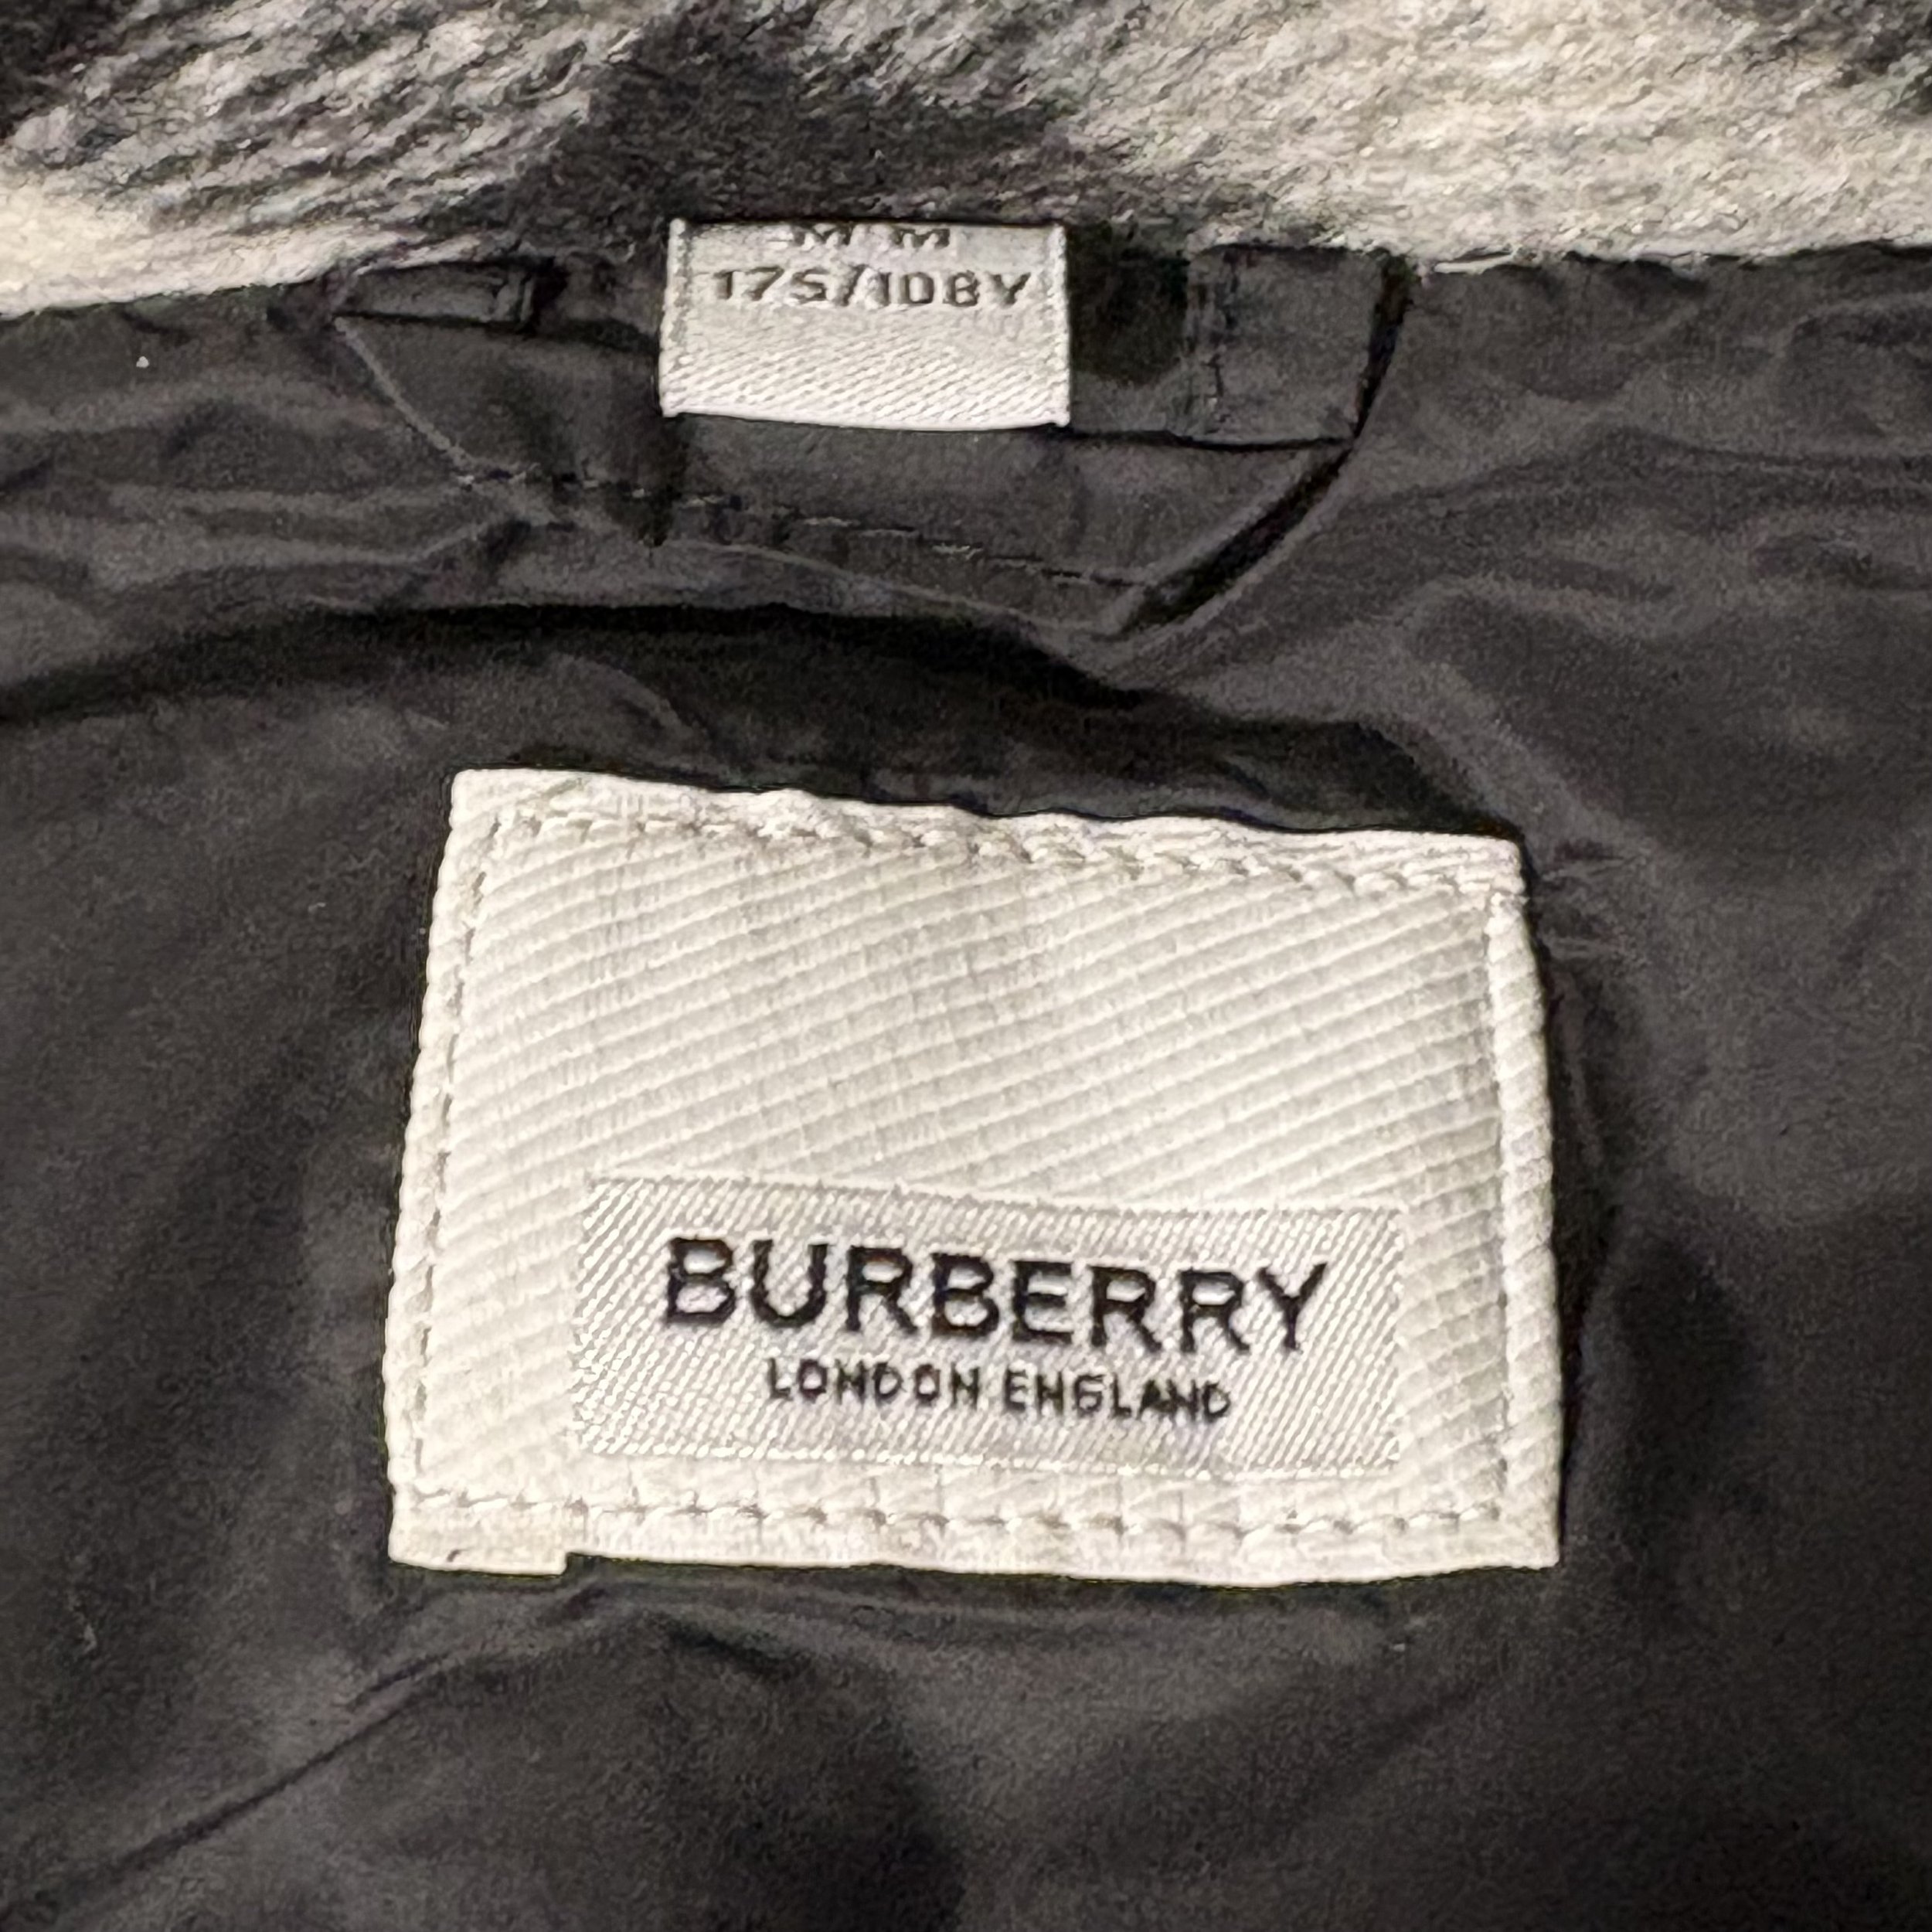 M M
175/108Y
BURBERRY
LONDON ENGLAND